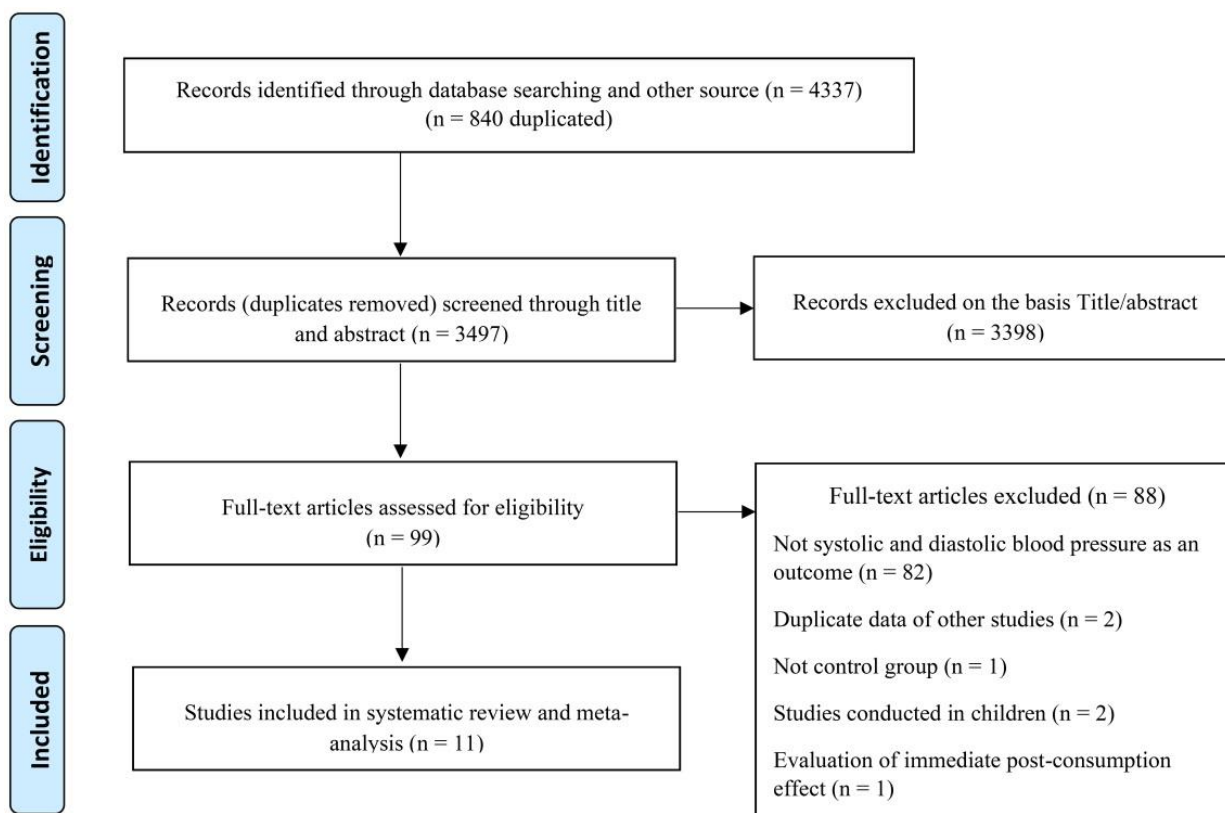 Identification
Records identified through database searching and other source (n = 4337)
(n = 840 duplicated)
Screening
Records (duplicates removed) screened through title
and abstract (n = 3497)
Records excluded on the basis Title/abstract
(n = 3398)
Eligibility
Full-text articles assessed for eligibility
(n = 99)
Full-text articles excluded (n = 88)
Not systolic and diastolic blood pressure as an
outcome (n = 82)
Duplicate data of other studies (n = 2)
Not control group (n = 1)
Studies conducted in children (n = 2)
Evaluation of immediate post-consumption
effect (n = 1)
Included
Studies included in systematic review and meta-
analysis (n = 11)